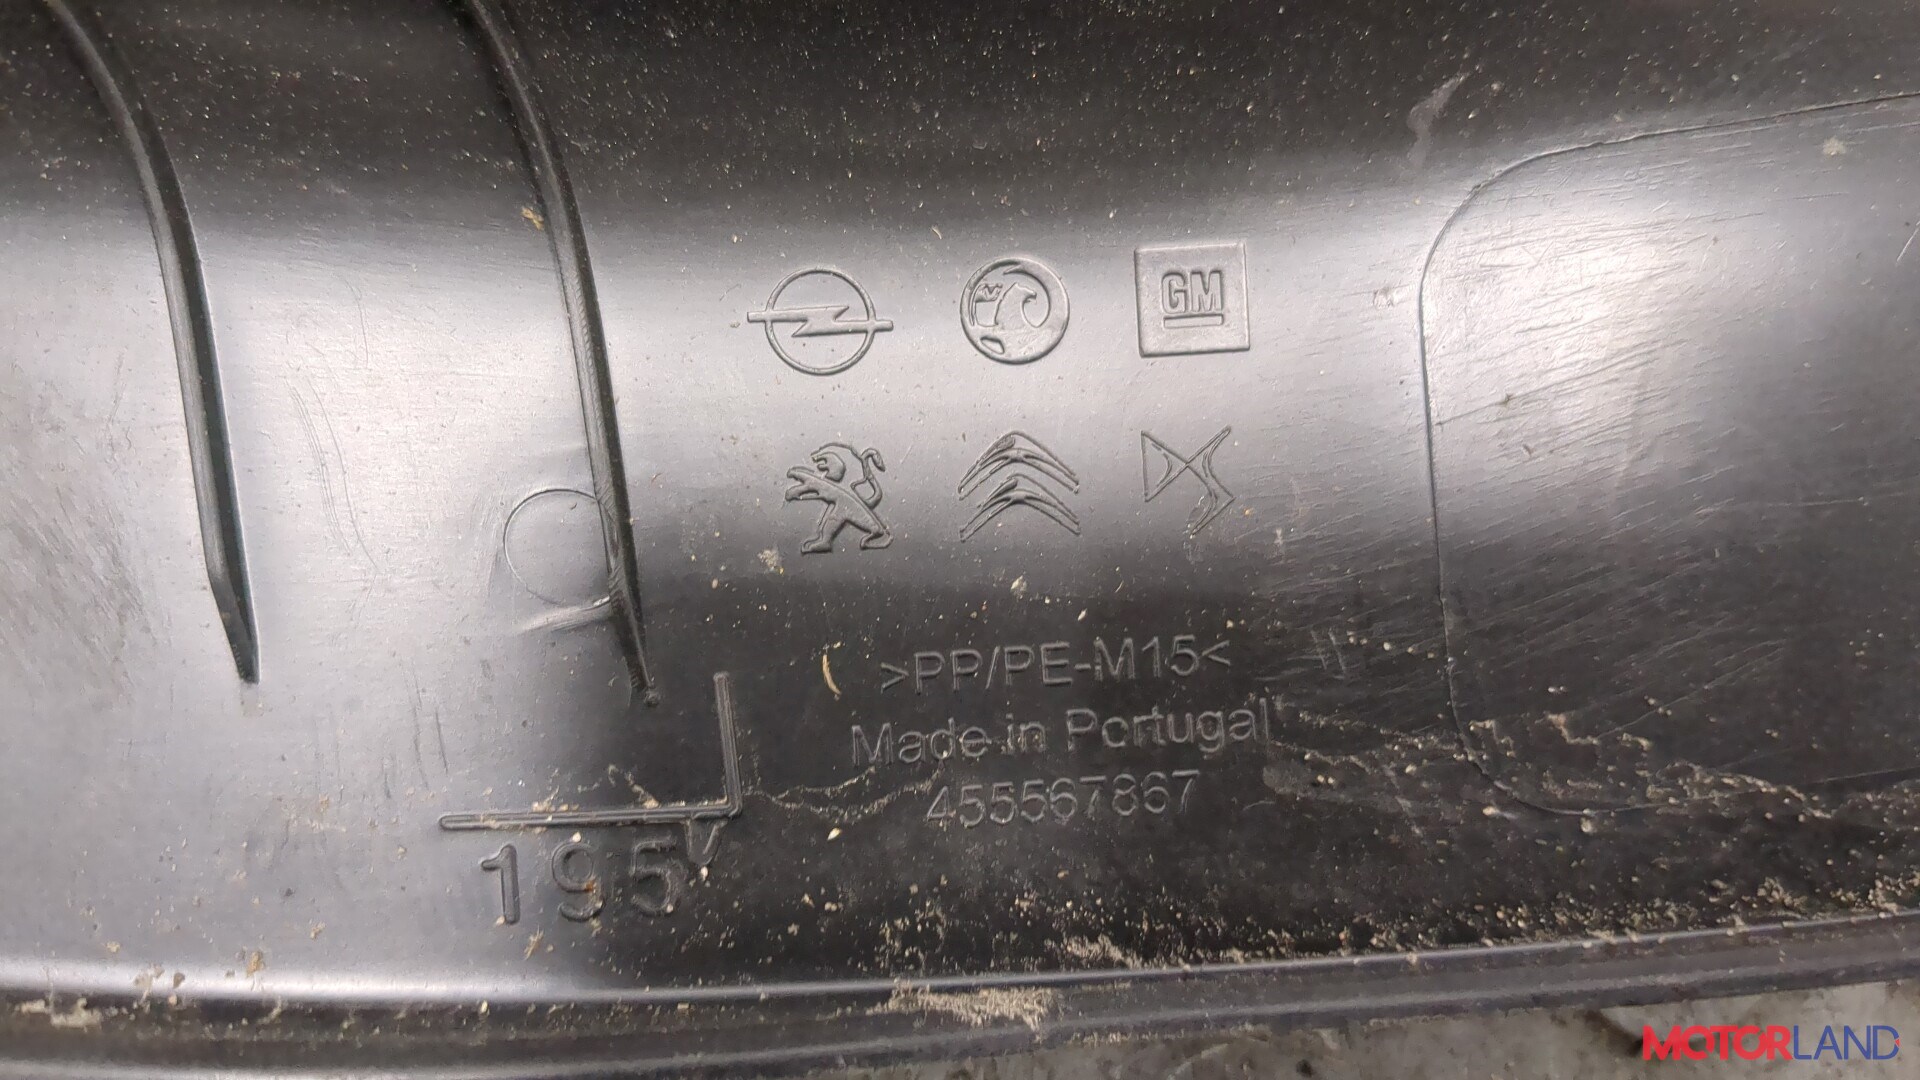 GM
>PP/PE-M15<
Made in Portugal
455567867
195
MOTORLAND